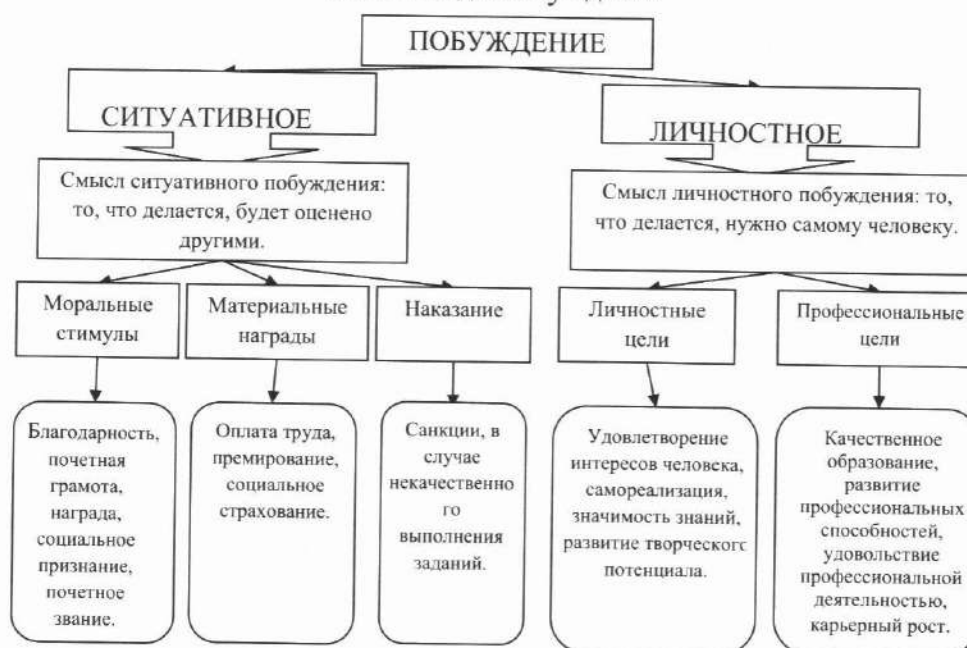 ПОБУЖДЕНИЕ
СИТУАТИВНОЕ
ЛИЧНОСТНОЕ
Смысл ситуативного побуждения:
то, что делается, будет оценено
другими.
Смысл личностного побуждения: то,
что делается, нужно самому человеку.
Моральные
стимулы
Материальные
награды
Наказание
Личностные
цели
Профессиональные
цели
Благодарность,
почетная
грамота,
награда,
социальное
признание,
почетное
звание.
Оплата труда,
премирование,
социальное
страхование.
Санкции, в
случае
некачественно
го
выполнения
заданий.
Удовлетворение
интересов человека,
самореализация,
значимость знаний,
развитие творческого
потенциала.
Качественное
образование,
развитие
профессиональных
способностей,
удовольствие
профессиональной
деятельностью,
карьерный рост.